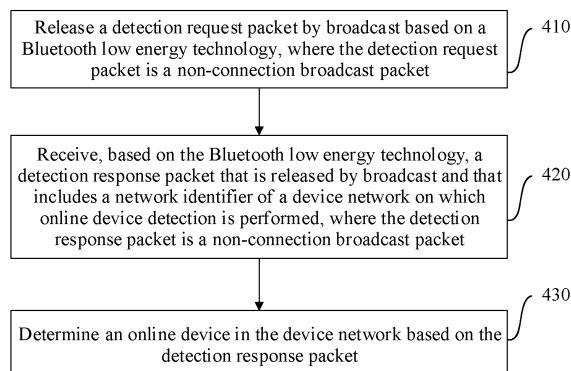 Release a detection request packet by broadcast based on a
Bluetooth low energy technology, where the detection request
packet is a non-connection broadcast packet
410
Receive, based on the Bluetooth low energy technology, a
detection response packet that is released by broadcast and that
includes a network identifier of a device network on which
online device detection is performed, where the detection
response packet is a non-connection broadcast packet
420
Determine an online device in the device network based on the
detection response packet
430